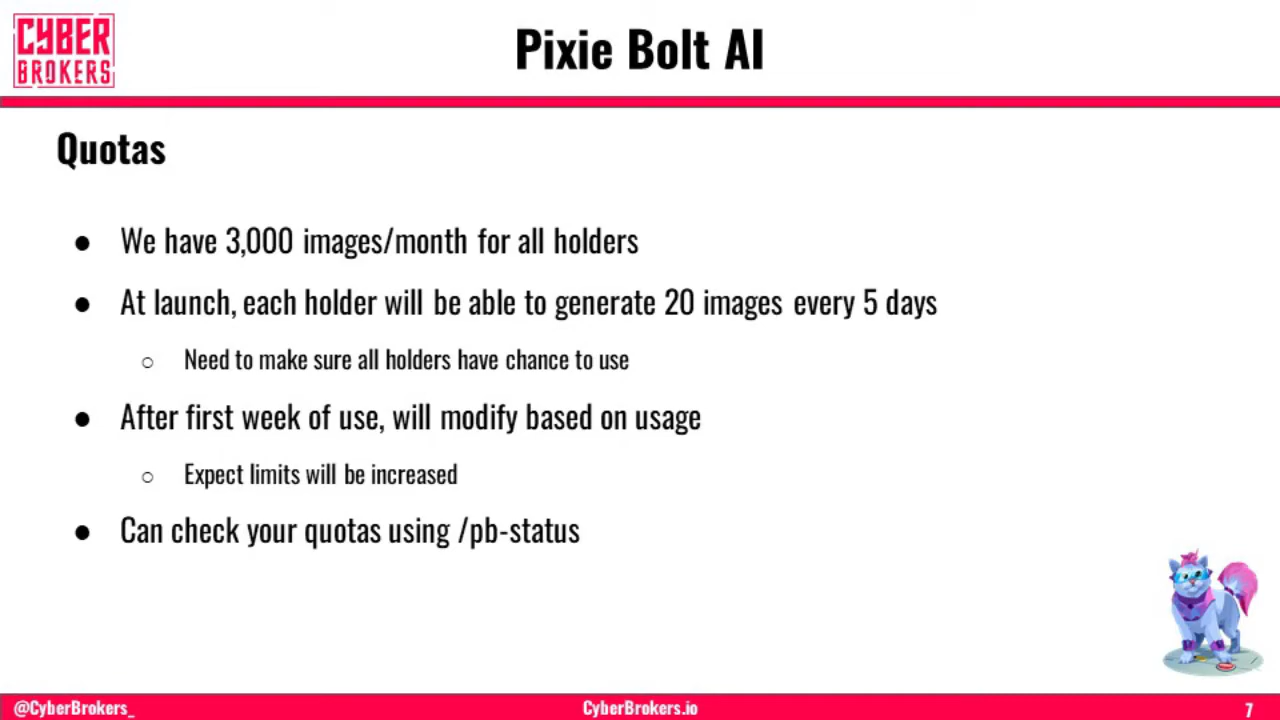 CYBER
BROKERS
Pixie Bolt AI
Quotas
● We have 3,000 images/month for all holders
● At launch, each holder will be able to generate 20 images every 5 days
○ Need to make sure all holders have chance to use
● After first week of use, will modify based on usage
○ Expect limits will be increased
● Can check your quotas using /pb-status
@CyberBrokers_
CyberBrokers.io
7